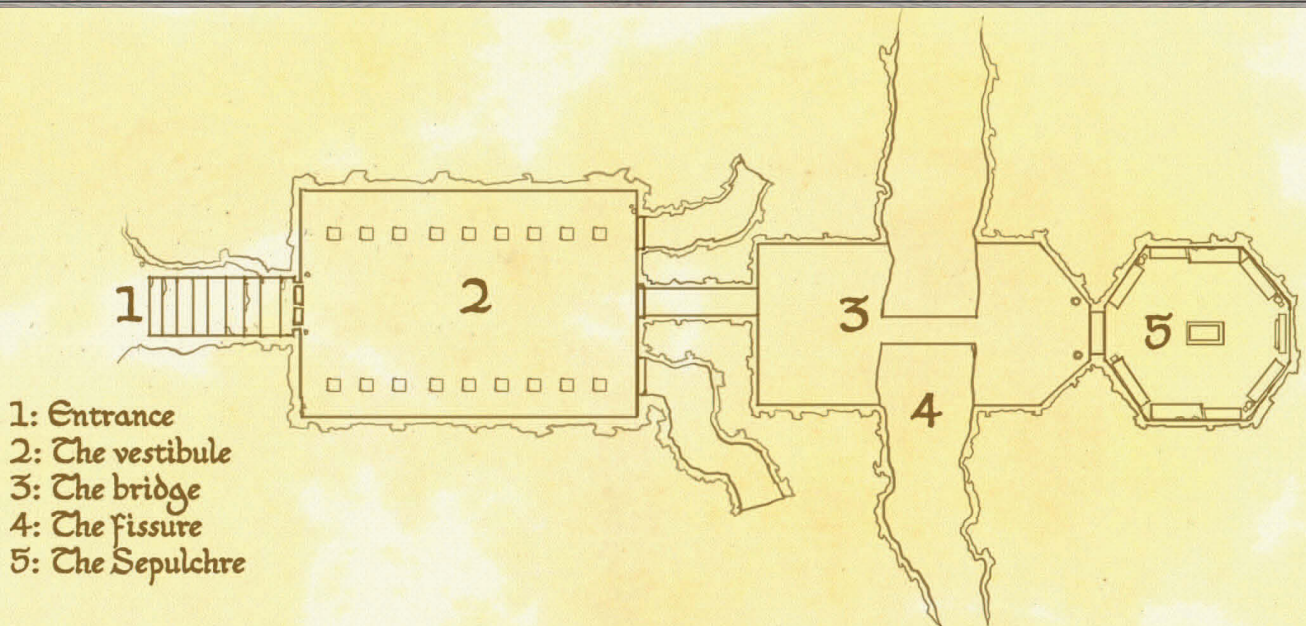 1
2
3
4
5
1: Entrance
2: The vestibule
3: The bridge
4: The fissure
5: The Sepulchre